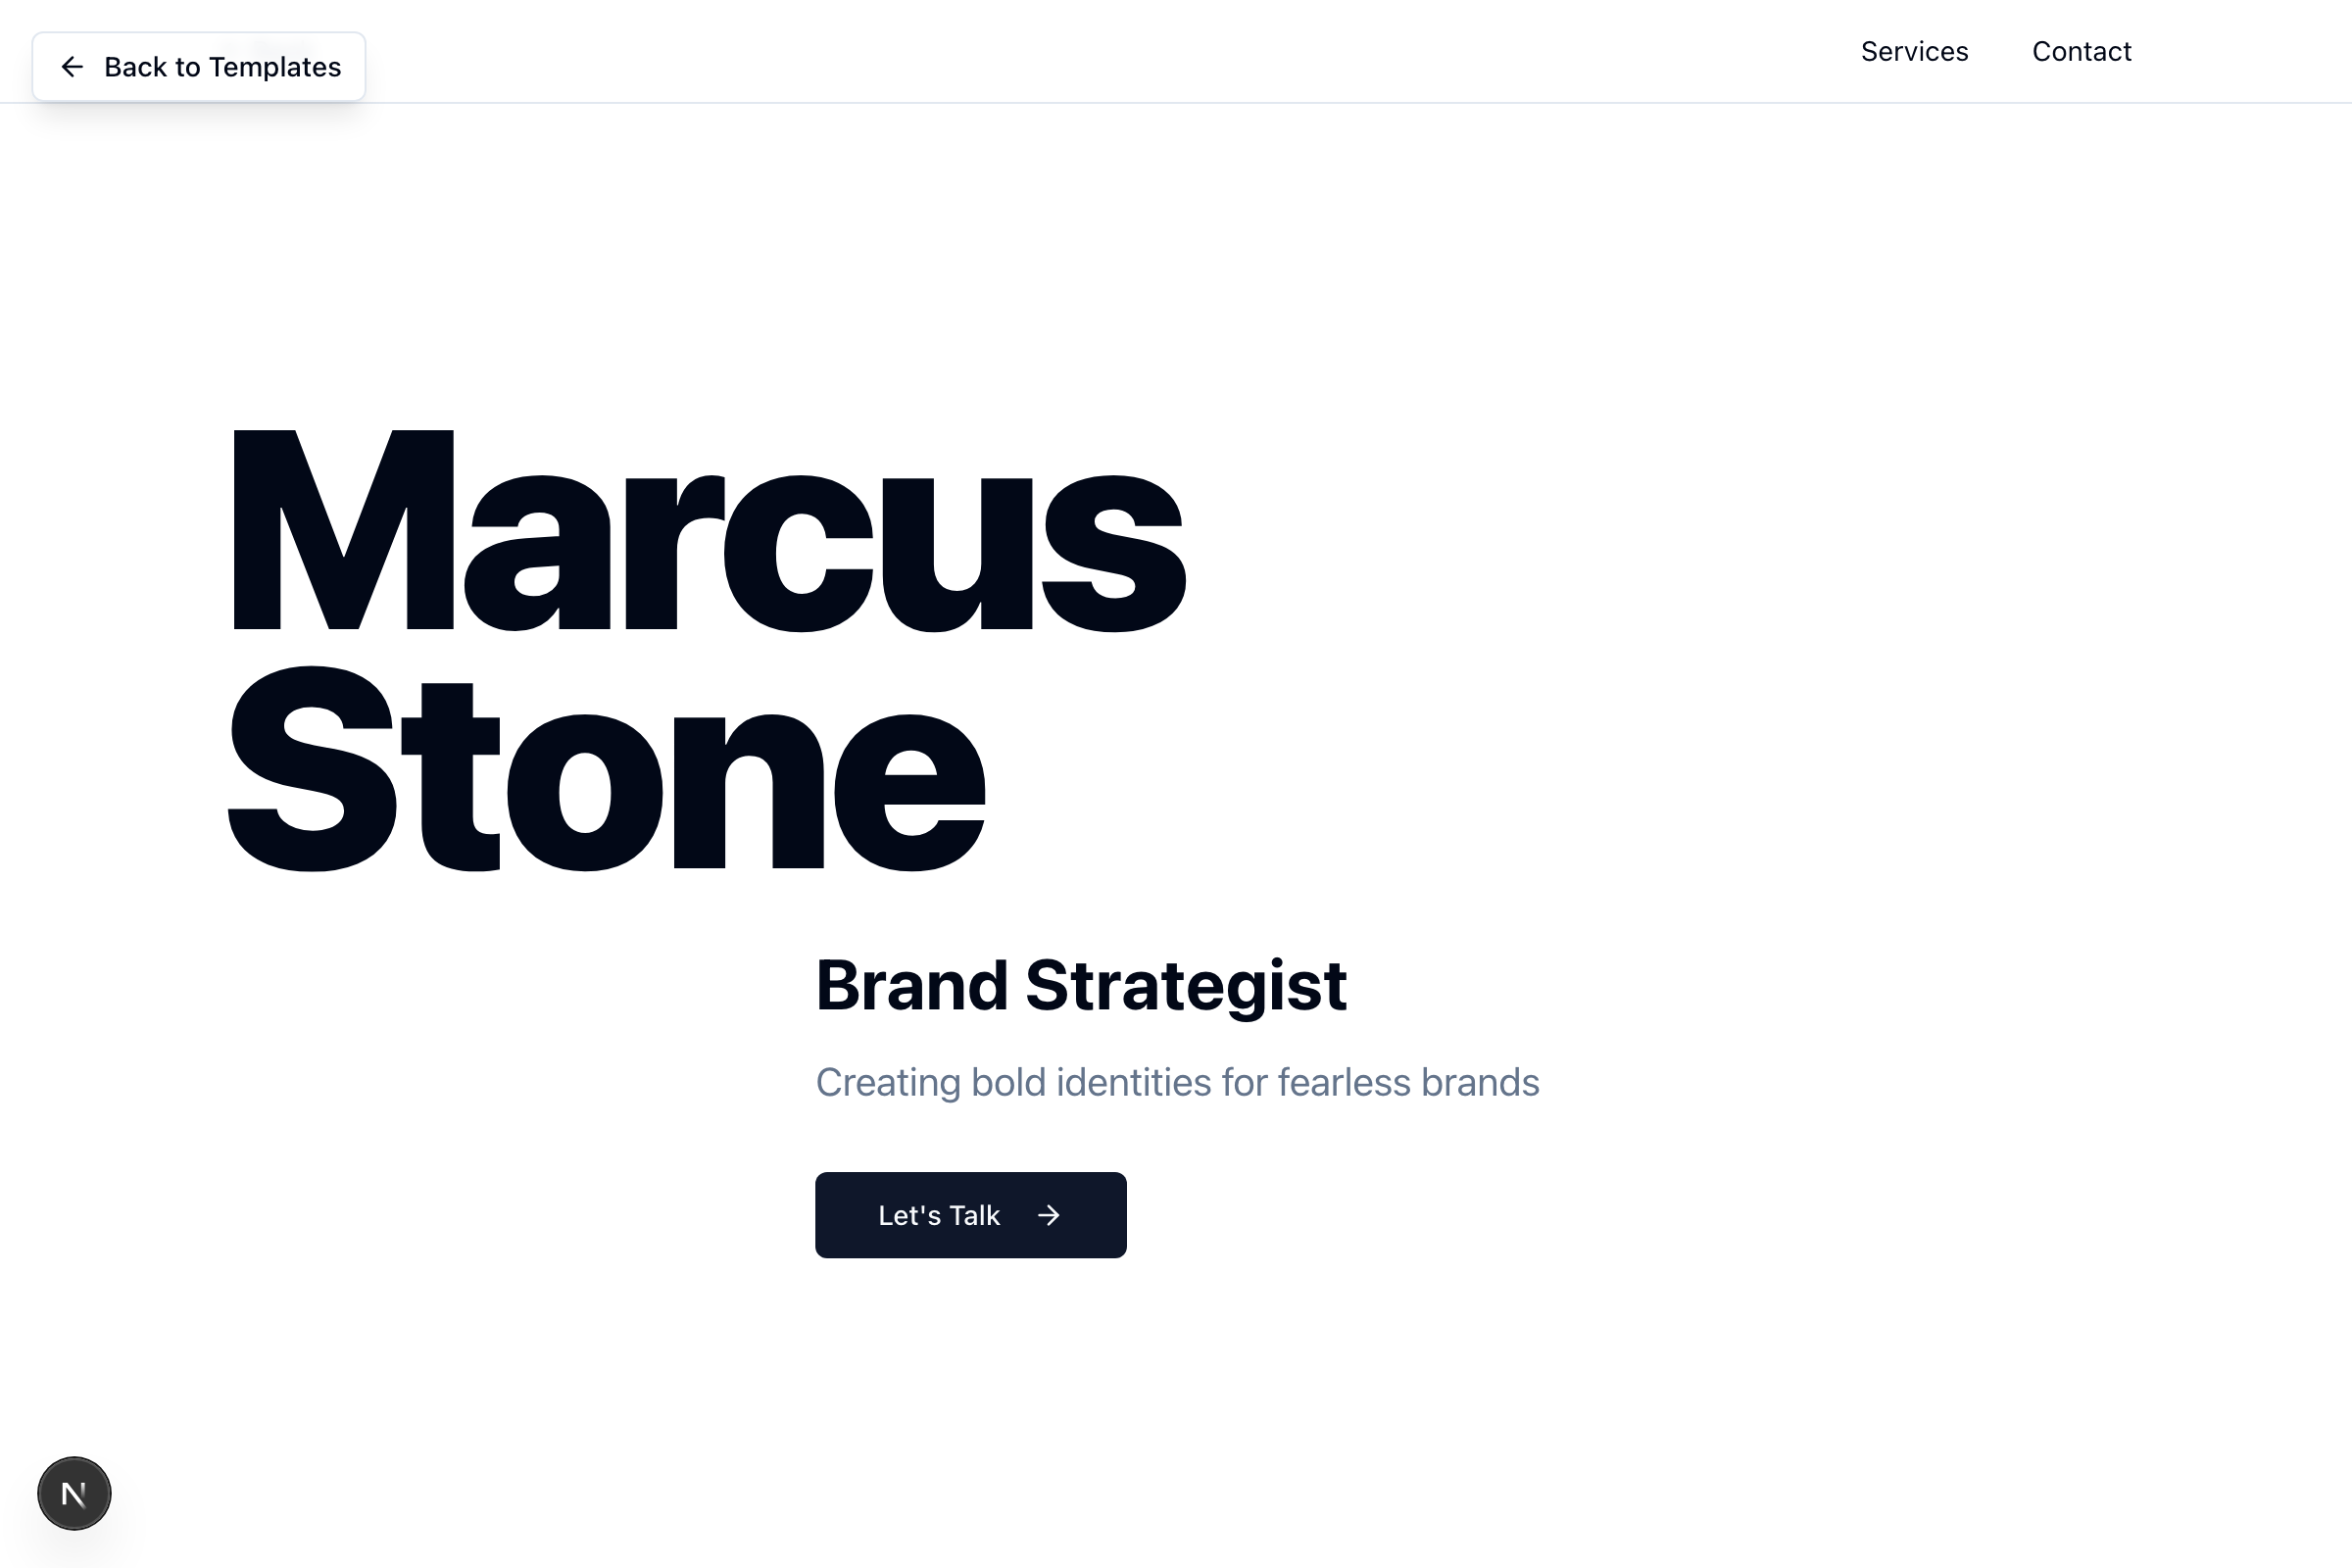 Back to Templates
Services
Contact
Marcus
Stone
Brand Strategist
Creating bold identities for fearless brands
Let's Talk
N